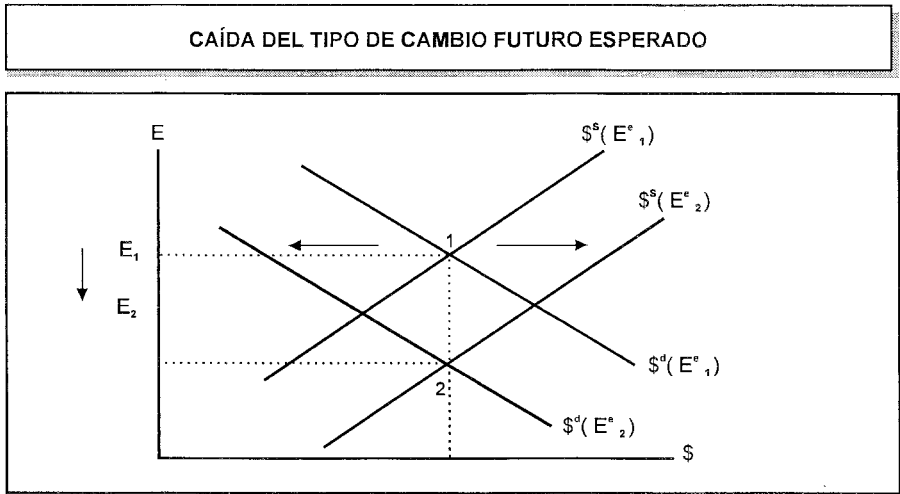 CAÍDA DEL TIPO DE CAMBIO FUTURO ESPERADO
E
$ˢ(Eᵉ₁)
$ˢ(Eᵉ₂)
1
E₁
E₂
$ᵈ(Eᵉ₁)
2
$ᵈ(Eᵉ₂)
$